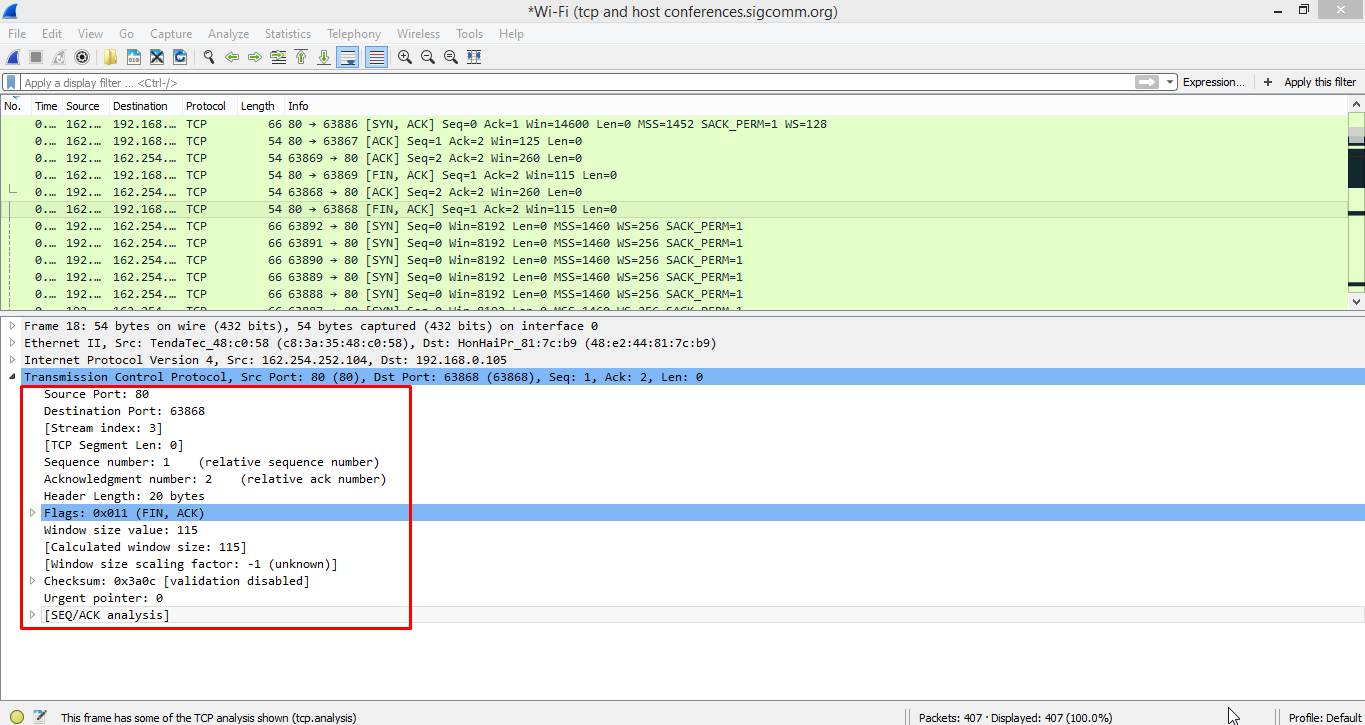 *Wi-Fi (tcp and host conferences.sigcomm.org)
File Edit View Go Capture Analyze Statistics Telephony Wireless Tools Help
Apply a display filter ... <Ctrl-/> Expression... + Apply this filter
No. Time Source Destination Protocol Length Info
0... 162... 192.168... TCP 66 80 → 63886 [SYN, ACK] Seq=0 Ack=1 Win=14600 Len=0 MSS=1452 SACK_PERM=1 WS=128
0... 162... 192.168... TCP 54 80 → 63867 [ACK] Seq=1 Ack=2 Win=125 Len=0
0... 192... 162.254... TCP 54 63869 → 80 [ACK] Seq=2 Ack=2 Win=260 Len=0
0... 162... 192.168... TCP 54 80 → 63869 [FIN, ACK] Seq=1 Ack=2 Win=115 Len=0
0... 192... 162.254... TCP 54 63868 → 80 [ACK] Seq=2 Ack=2 Win=260 Len=0
0... 162... 192.168... TCP 54 80 → 63868 [FIN, ACK] Seq=1 Ack=2 Win=115 Len=0
0... 192... 162.254... TCP 66 63892 → 80 [SYN] Seq=0 Win=8192 Len=0 MSS=1460 WS=256 SACK_PERM=1
0... 192... 162.254... TCP 66 63891 → 80 [SYN] Seq=0 Win=8192 Len=0 MSS=1460 WS=256 SACK_PERM=1
0... 192... 162.254... TCP 66 63890 → 80 [SYN] Seq=0 Win=8192 Len=0 MSS=1460 WS=256 SACK_PERM=1
0... 192... 162.254... TCP 66 63889 → 80 [SYN] Seq=0 Win=8192 Len=0 MSS=1460 WS=256 SACK_PERM=1
0... 192... 162.254... TCP 66 63888 → 80 [SYN] Seq=0 Win=8192 Len=0 MSS=1460 WS=256 SACK_PERM=1
Frame 18: 54 bytes on wire (432 bits), 54 bytes captured (432 bits) on interface 0
Ethernet II, Src: TendaTec_48:c0:58 (c8:3a:35:48:c0:58), Dst: HonHaiPr_81:7c:b9 (48:e2:44:81:7c:b9)
Internet Protocol Version 4, Src: 162.254.252.104, Dst: 192.168.0.105
Transmission Control Protocol, Src Port: 80 (80), Dst Port: 63868 (63868), Seq: 1, Ack: 2, Len: 0
Source Port: 80
Destination Port: 63868
[Stream index: 3]
[TCP Segment Len: 0]
Sequence number: 1 (relative sequence number)
Acknowledgment number: 2 (relative ack number)
Header Length: 20 bytes
Flags: 0x011 (FIN, ACK)
Window size value: 115
[Calculated window size: 115]
[Window size scaling factor: -1 (unknown)]
Checksum: 0x3a0c [validation disabled]
Urgent pointer: 0
[SEQ/ACK analysis]
This frame has some of the TCP analysis shown (tcp.analysis) Packets: 407 · Displayed: 407 (100.0%) Profile: Default